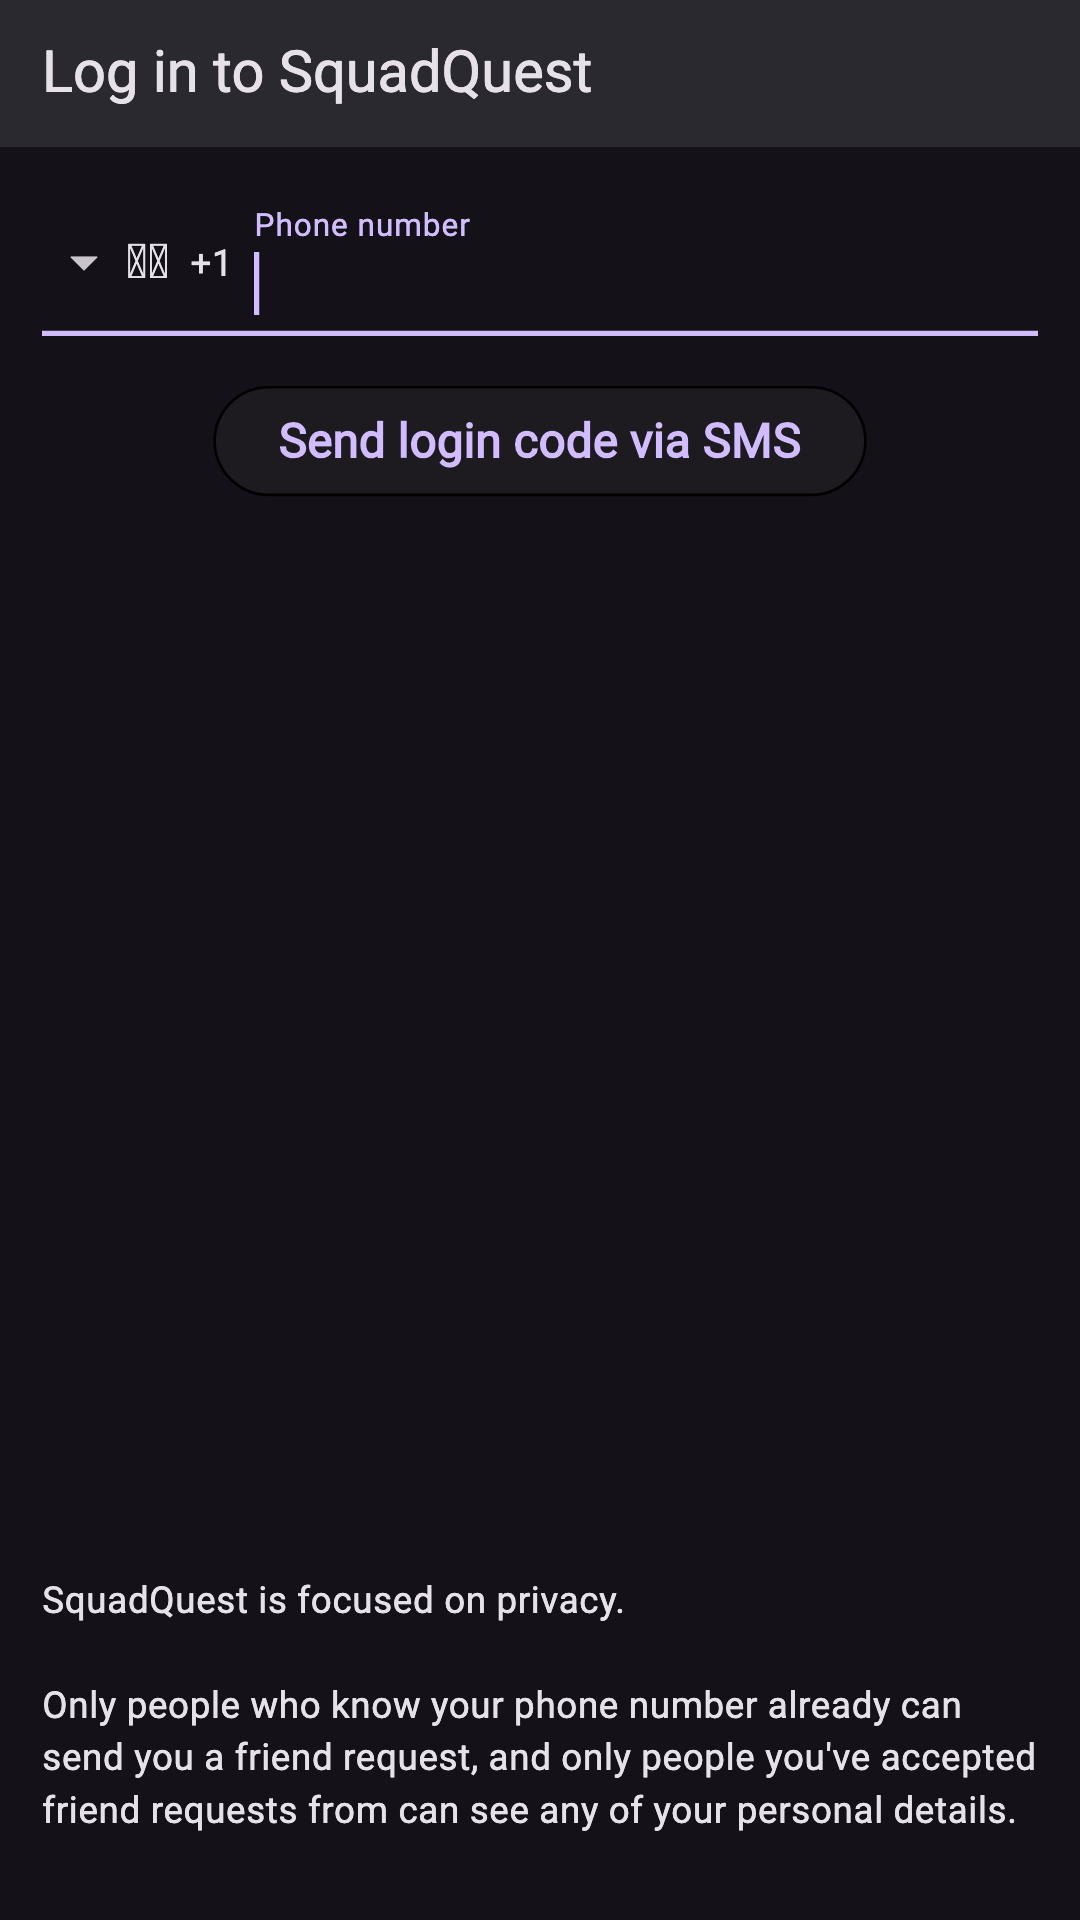 Log in to SquadQuest
Phone number
+1
Send login code via SMS
SquadQuest is focused on privacy.
Only people who know your phone number already can
send you a friend request, and only people you've accepted
friend requests from can see any of your personal details.